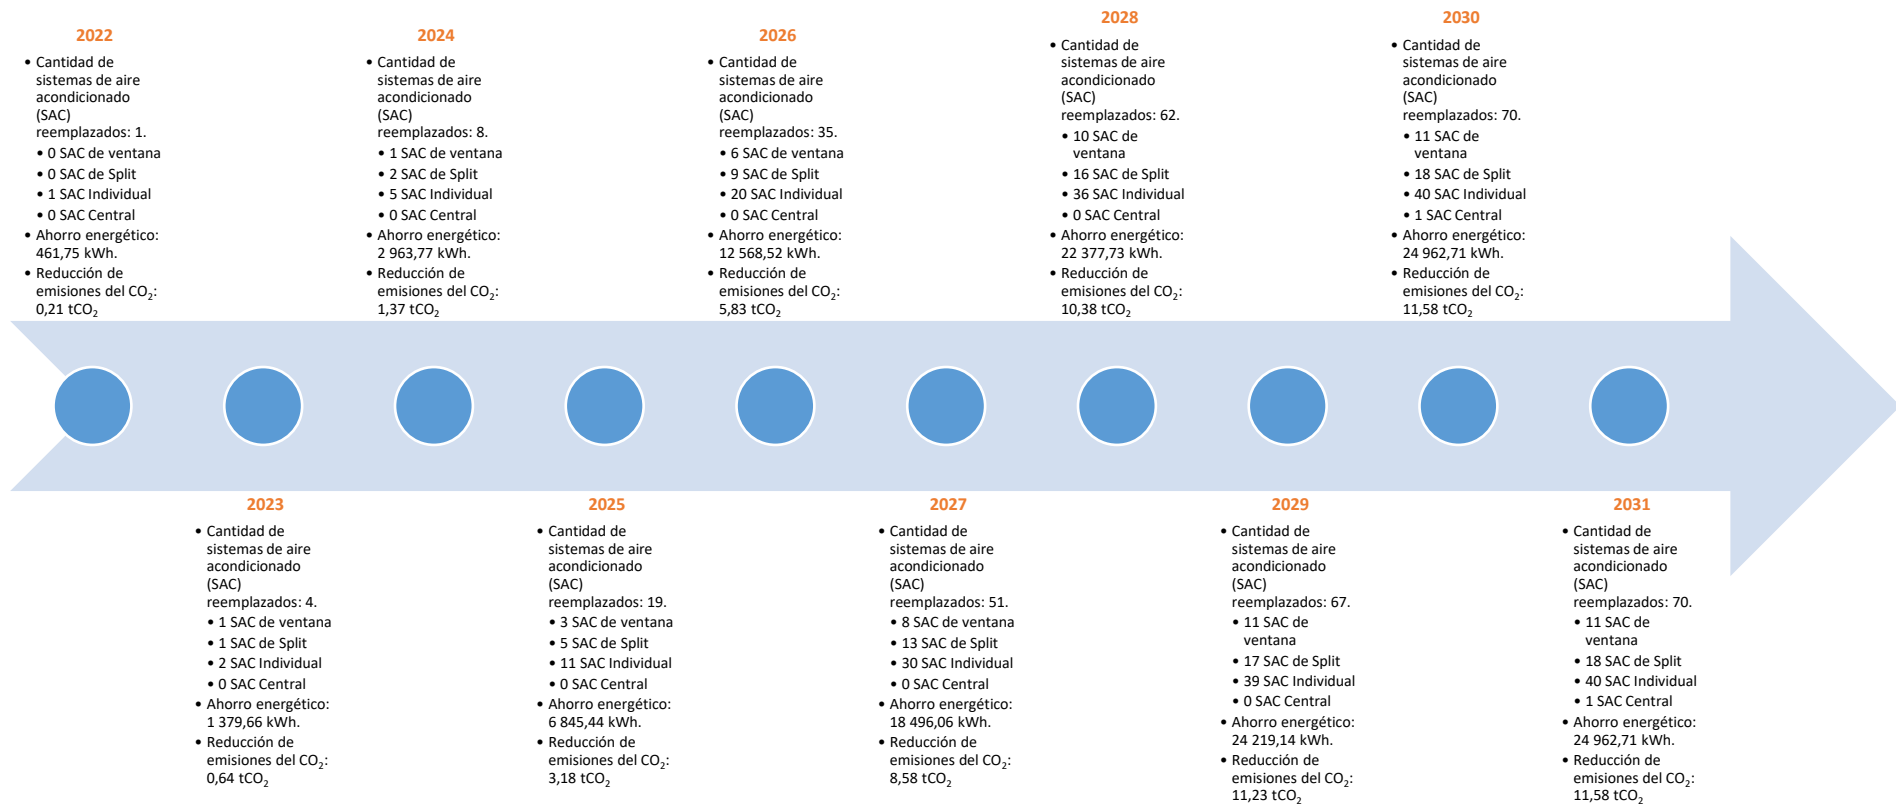 2022
• Cantidad de
sistemas de aire
acondicionado
(SAC)
reemplazados: 1.
• 0 SAC de ventana
• 0 SAC de Split
• 1 SAC Individual
• 0 SAC Central
• Ahorro energético:
461,75 kWh.
• Reducción de
emisiones del CO₂:
0,21 tCO₂
2023
• Cantidad de
sistemas de aire
acondicionado
(SAC)
reemplazados: 4.
• 1 SAC de ventana
• 1 SAC de Split
• 2 SAC Individual
• 0 SAC Central
• Ahorro energético:
1 379,66 kWh.
• Reducción de
emisiones del CO₂:
0,64 tCO₂
2024
• Cantidad de
sistemas de aire
acondicionado
(SAC)
reemplazados: 8.
• 1 SAC de ventana
• 2 SAC de Split
• 5 SAC Individual
• 0 SAC Central
• Ahorro energético:
2 963,77 kWh.
• Reducción de
emisiones del CO₂:
1,37 tCO₂
2025
• Cantidad de
sistemas de aire
acondicionado
(SAC)
reemplazados: 19.
• 3 SAC de ventana
• 5 SAC de Split
• 11 SAC Individual
• 0 SAC Central
• Ahorro energético:
6 845,44 kWh.
• Reducción de
emisiones del CO₂:
3,18 tCO₂
2026
• Cantidad de
sistemas de aire
acondicionado
(SAC)
reemplazados: 35.
• 6 SAC de ventana
• 9 SAC de Split
• 20 SAC Individual
• 0 SAC Central
• Ahorro energético:
12 568,52 kWh.
• Reducción de
emisiones del CO₂:
5,83 tCO₂
2027
• Cantidad de
sistemas de aire
acondicionado
(SAC)
reemplazados: 51.
• 8 SAC de ventana
• 13 SAC de Split
• 30 SAC Individual
• 0 SAC Central
• Ahorro energético:
18 496,06 kWh.
• Reducción de
emisiones del CO₂:
8,58 tCO₂
2028
• Cantidad de
sistemas de aire
acondicionado
(SAC)
reemplazados: 62.
• 10 SAC de
ventana
• 16 SAC de Split
• 36 SAC Individual
• 0 SAC Central
• Ahorro energético:
22 377,73 kWh.
• Reducción de
emisiones del CO₂:
10,38 tCO₂
2029
• Cantidad de
sistemas de aire
acondicionado
(SAC)
reemplazados: 67.
• 11 SAC de
ventana
• 17 SAC de Split
• 39 SAC Individual
• 0 SAC Central
• Ahorro energético:
24 219,14 kWh.
• Reducción de
emisiones del CO₂:
11,23 tCO₂
2030
• Cantidad de
sistemas de aire
acondicionado
(SAC)
reemplazados: 70.
• 11 SAC de
ventana
• 18 SAC de Split
• 40 SAC Individual
• 1 SAC Central
• Ahorro energético:
24 962,71 kWh.
• Reducción de
emisiones del CO₂:
11,58 tCO₂
2031
• Cantidad de
sistemas de aire
acondicionado
(SAC)
reemplazados: 70.
• 11 SAC de
ventana
• 18 SAC de Split
• 40 SAC Individual
• 1 SAC Central
• Ahorro energético:
24 962,71 kWh.
• Reducción de
emisiones del CO₂:
11,58 tCO₂